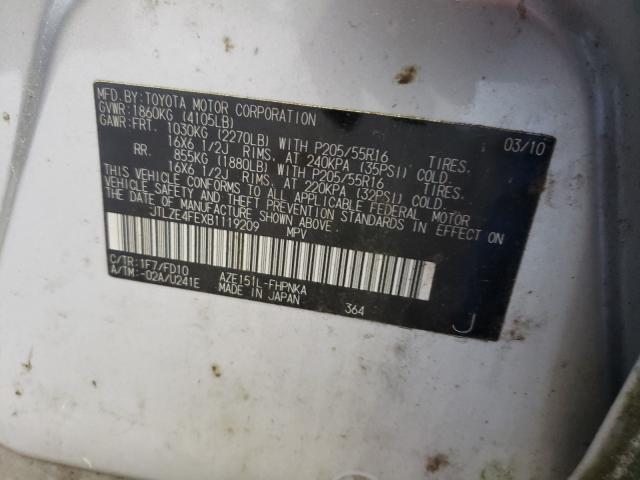 MFD.BY:TOYOTA MOTOR CORPORATION 03/10
GVWR:1860KG (4105LB)
GAWR:FRT. 1030KG (2270LB) WITH P205/55R16 TIRES.
16X6 1/2J RIMS, AT 240KPA (35PSI) COLD.
RR. 855KG (1880LB) WITH P205/55R16 TIRES.
16X6 1/2J RIMS, AT 220KPA (32PSI) COLD.
THIS VEHICLE CONFORMS TO ALL APPLICABLE FEDERAL MOTOR
VEHICLE SAFETY AND THEFT PREVENTION STANDARDS IN EFFECT ON
THE DATE OF MANUFACTURE SHOWN ABOVE.
JTLZE4FEXB1119209 MPV
C/TR:1F7/FD10 AZE151L-FHPNKA
A/TM:-02A/U241E MADE IN JAPAN 364
J